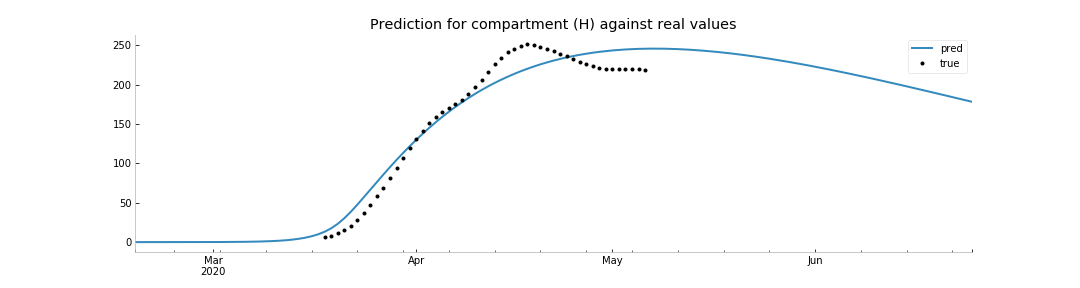 Prediction for compartment (H) against real values
250
200
150
100
50
0
pred
true
Mar
2020
Apr
May
Jun